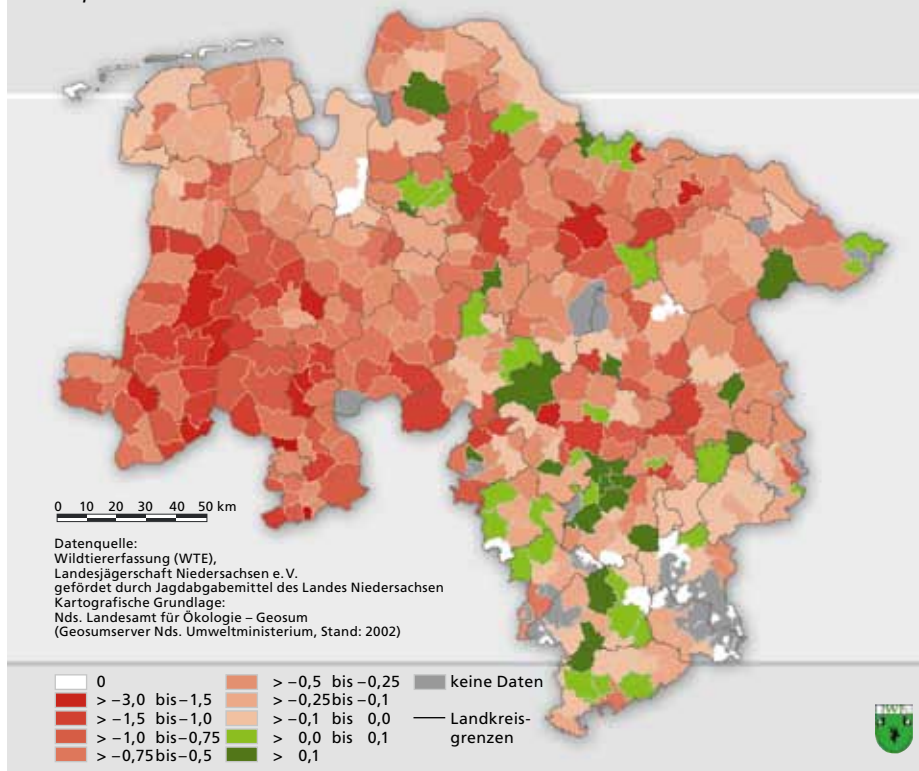 0 10 20 30 40 50 km
Datenquelle:
Wildtiererfassung (WTE),
Landesjägerschaft Niedersachsen e. V.
gefördert durch Jagdabgabemittel des Landes Niedersachsen
Kartografische Grundlage:
Nds. Landesamt für Ökologie – Geosum
(Geosumserver Nds. Umweltministerium, Stand: 2002)
0
> −3,0 bis −1,5
> −1,5 bis −1,0
> −1,0 bis −0,75
> −0,75 bis −0,5
> −0,5 bis −0,25
> −0,25 bis −0,1
> −0,1 bis 0,0
> 0,0 bis 0,1
> 0,1
keine Daten
Landkreis-
grenzen